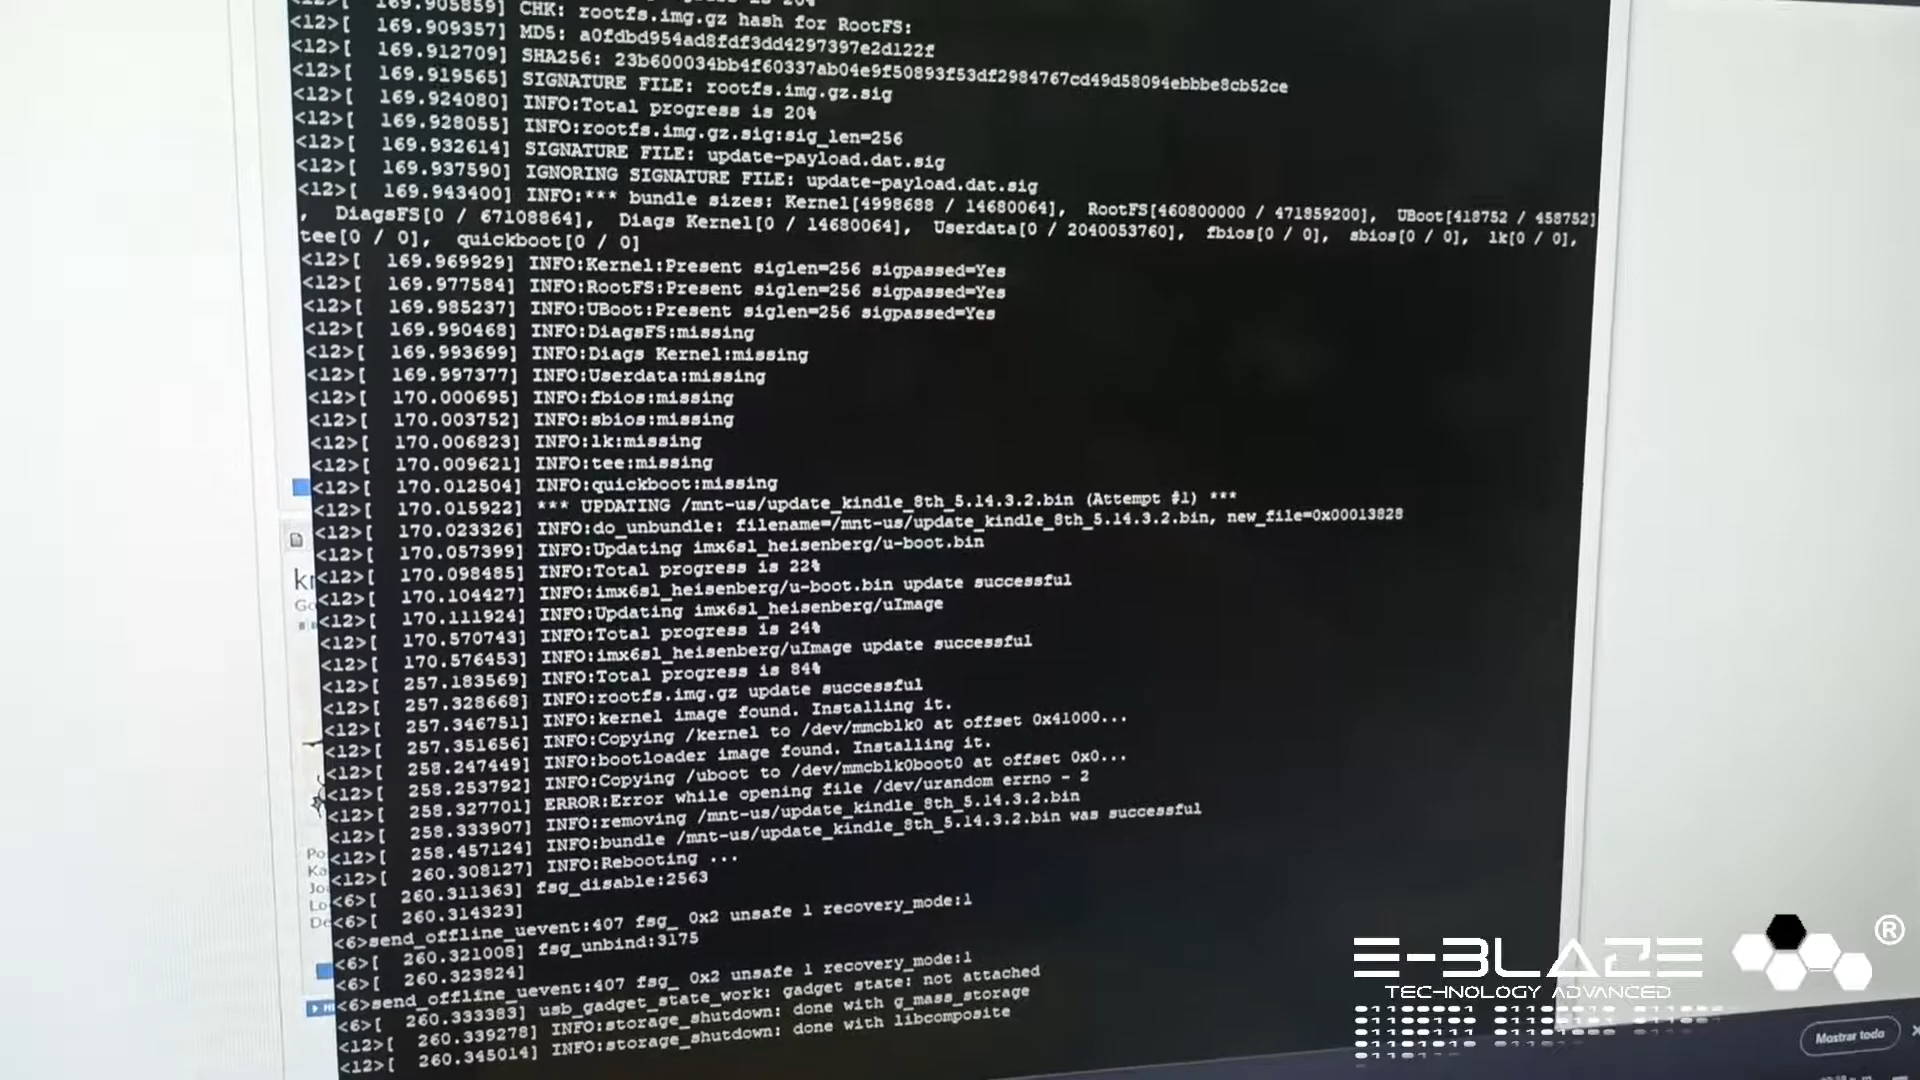 <12>[ 169.905859] CHK: rootfs.img.gz hash for RootFS:
<12>[ 169.909357] MD5: a0fdbd954ad8fdf3dd4297397e2d122f
<12>[ 169.912709] SHA256: 23b600034bb4f60337ab04e9f50893f53df2984767cd49d58094ebbbe8cb52ce
<12>[ 169.919565] SIGNATURE FILE: rootfs.img.gz.sig
<12>[ 169.924080] INFO:Total progress is 20%
<12>[ 169.928055] INFO:rootfs.img.gz.sig:sig_len=256
<12>[ 169.932614] SIGNATURE FILE: update-payload.dat.sig
<12>[ 169.937590] IGNORING SIGNATURE FILE: update-payload.dat.sig
<12>[ 169.943400] INFO:*** bundle sizes: Kernel[4998688 / 14680064], RootFS[460800000 / 471859200], UBoot[418752 / 458752]
, DiagsFS[0 / 67108864], Diags Kernel[0 / 14680064], Userdata[0 / 2040053760], fbios[0 / 0], sbios[0 / 0], lk[0 / 0],
tee[0 / 0], quickboot[0 / 0]
<12>[ 169.969929] INFO:Kernel:Present siglen=256 sigpassed=Yes
<12>[ 169.977584] INFO:RootFS:Present siglen=256 sigpassed=Yes
<12>[ 169.985237] INFO:UBoot:Present siglen=256 sigpassed=Yes
<12>[ 169.990468] INFO:DiagsFS:missing
<12>[ 169.993699] INFO:Diags Kernel:missing
<12>[ 169.997377] INFO:Userdata:missing
<12>[ 170.000695] INFO:fbios:missing
<12>[ 170.003752] INFO:sbios:missing
<12>[ 170.006823] INFO:lk:missing
<12>[ 170.009621] INFO:tee:missing
<12>[ 170.012504] INFO:quickboot:missing
<12>[ 170.015922] *** UPDATING /mnt-us/update_kindle_8th_5.14.3.2.bin (Attempt #1) ***
<12>[ 170.023326] INFO:do_unbundle: filename=/mnt-us/update_kindle_8th_5.14.3.2.bin, new_file=0x00013828
<12>[ 170.057399] INFO:Updating imx6sl_heisenberg/u-boot.bin
<12>[ 170.098485] INFO:Total progress is 22%
<12>[ 170.104427] INFO:imx6sl_heisenberg/u-boot.bin update successful
<12>[ 170.111924] INFO:Updating imx6sl_heisenberg/uImage
<12>[ 170.570743] INFO:Total progress is 24%
<12>[ 170.576453] INFO:imx6sl_heisenberg/uImage update successful
<12>[ 257.183569] INFO:Total progress is 84%
<12>[ 257.328668] INFO:rootfs.img.gz update successful
<12>[ 257.346751] INFO:kernel image found. Installing it.
<12>[ 257.351656] INFO:Copying /kernel to /dev/mmcblk0 at offset 0x41000...
<12>[ 258.247449] INFO:bootloader image found. Installing it.
<12>[ 258.253792] INFO:Copying /uboot to /dev/mmcblk0boot0 at offset 0x0...
<12>[ 258.327701] ERROR:Error while opening file /dev/urandom errno - 2
<12>[ 258.333907] INFO:removing /mnt-us/update_kindle_8th_5.14.3.2.bin
<12>[ 258.457124] INFO:bundle /mnt-us/update_kindle_8th_5.14.3.2.bin was successful
<12>[ 260.308127] INFO:Rebooting ...
<6>[ 260.311363] fsg_disable:2563
<6>[ 260.314323]
<6>send_offline_uevent:407 fsg_ 0x2 unsafe 1 recovery_mode:1
<6>[ 260.321008] fsg_unbind:3175
<6>[ 260.323824]
<6>send_offline_uevent:407 fsg_ 0x2 unsafe 1 recovery_mode:1
<6>[ 260.333383] usb_gadget_state_work: gadget state: not attached
<12>[ 260.339278] INFO:storage_shutdown: done with g_mass_storage
<12>[ 260.345014] INFO:storage_shutdown: done with libcomposite
E-BLAZE ®
TECHNOLOGY ADVANCED
Mostrar todo